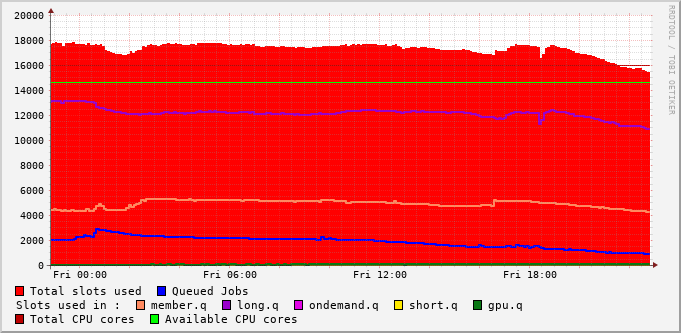 20000
18000
16000
14000
12000
10000
8000
6000
4000
2000
0
Fri 00:00 Fri 06:00 Fri 12:00 Fri 18:00
RRDTOOL / TOBI OETIKER
Total slots used Queued Jobs
Slots used in : member.q long.q ondemand.q short.q gpu.q
Total CPU cores Available CPU cores